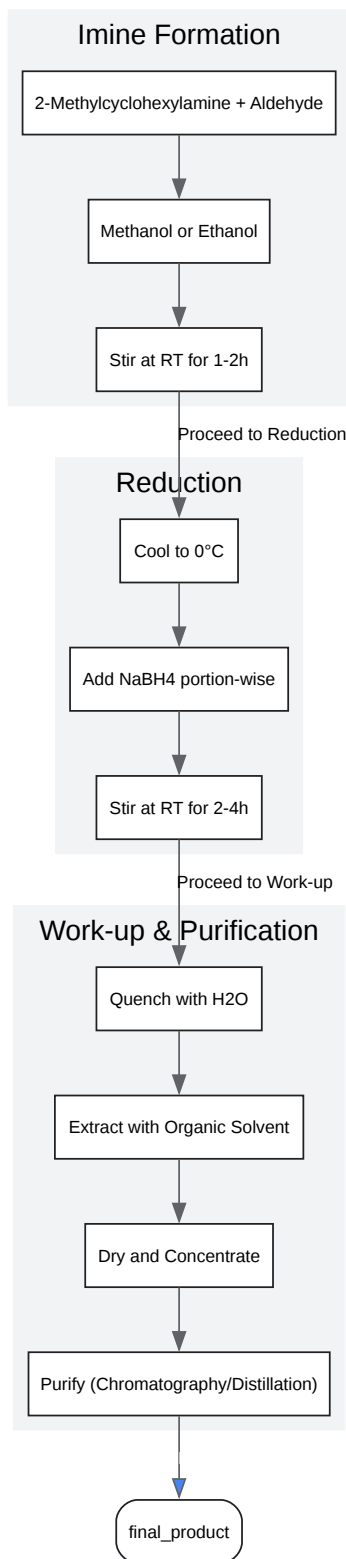 Imine Formation
2-Methylcyclohexylamine + Aldehyde
Methanol or Ethanol
Stir at RT for 1-2h
Proceed to Reduction
Reduction
Cool to 0°C
Add NaBH4 portion-wise
Stir at RT for 2-4h
Proceed to Work-up
Work-up & Purification
Quench with H2O
Extract with Organic Solvent
Dry and Concentrate
Purify (Chromatography/Distillation)
final_product